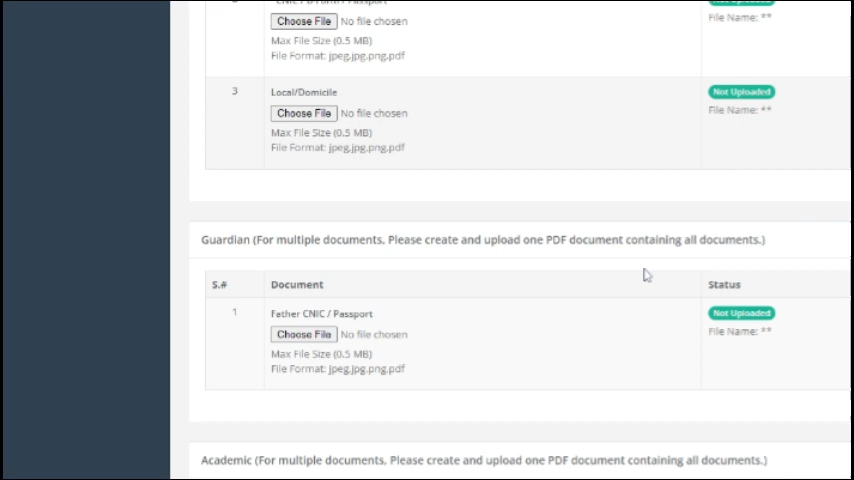 Choose File No file chosen
File Name: **
Max File Size (0.5 MB)
File Format: jpeg,jpg,png,pdf
3 Local/Domicile Not Uploaded
Choose File No file chosen
File Name: **
Max File Size (0.5 MB)
File Format: jpeg,jpg,png,pdf
Guardian (For multiple documents, Please create and upload one PDF document containing all documents.)
S.# Document Status
1 Father CNIC / Passport Not Uploaded
Choose File No file chosen
File Name: **
Max File Size (0.5 MB)
File Format: jpeg,jpg,png,pdf
Academic (For multiple documents, Please create and upload one PDF document containing all documents.)